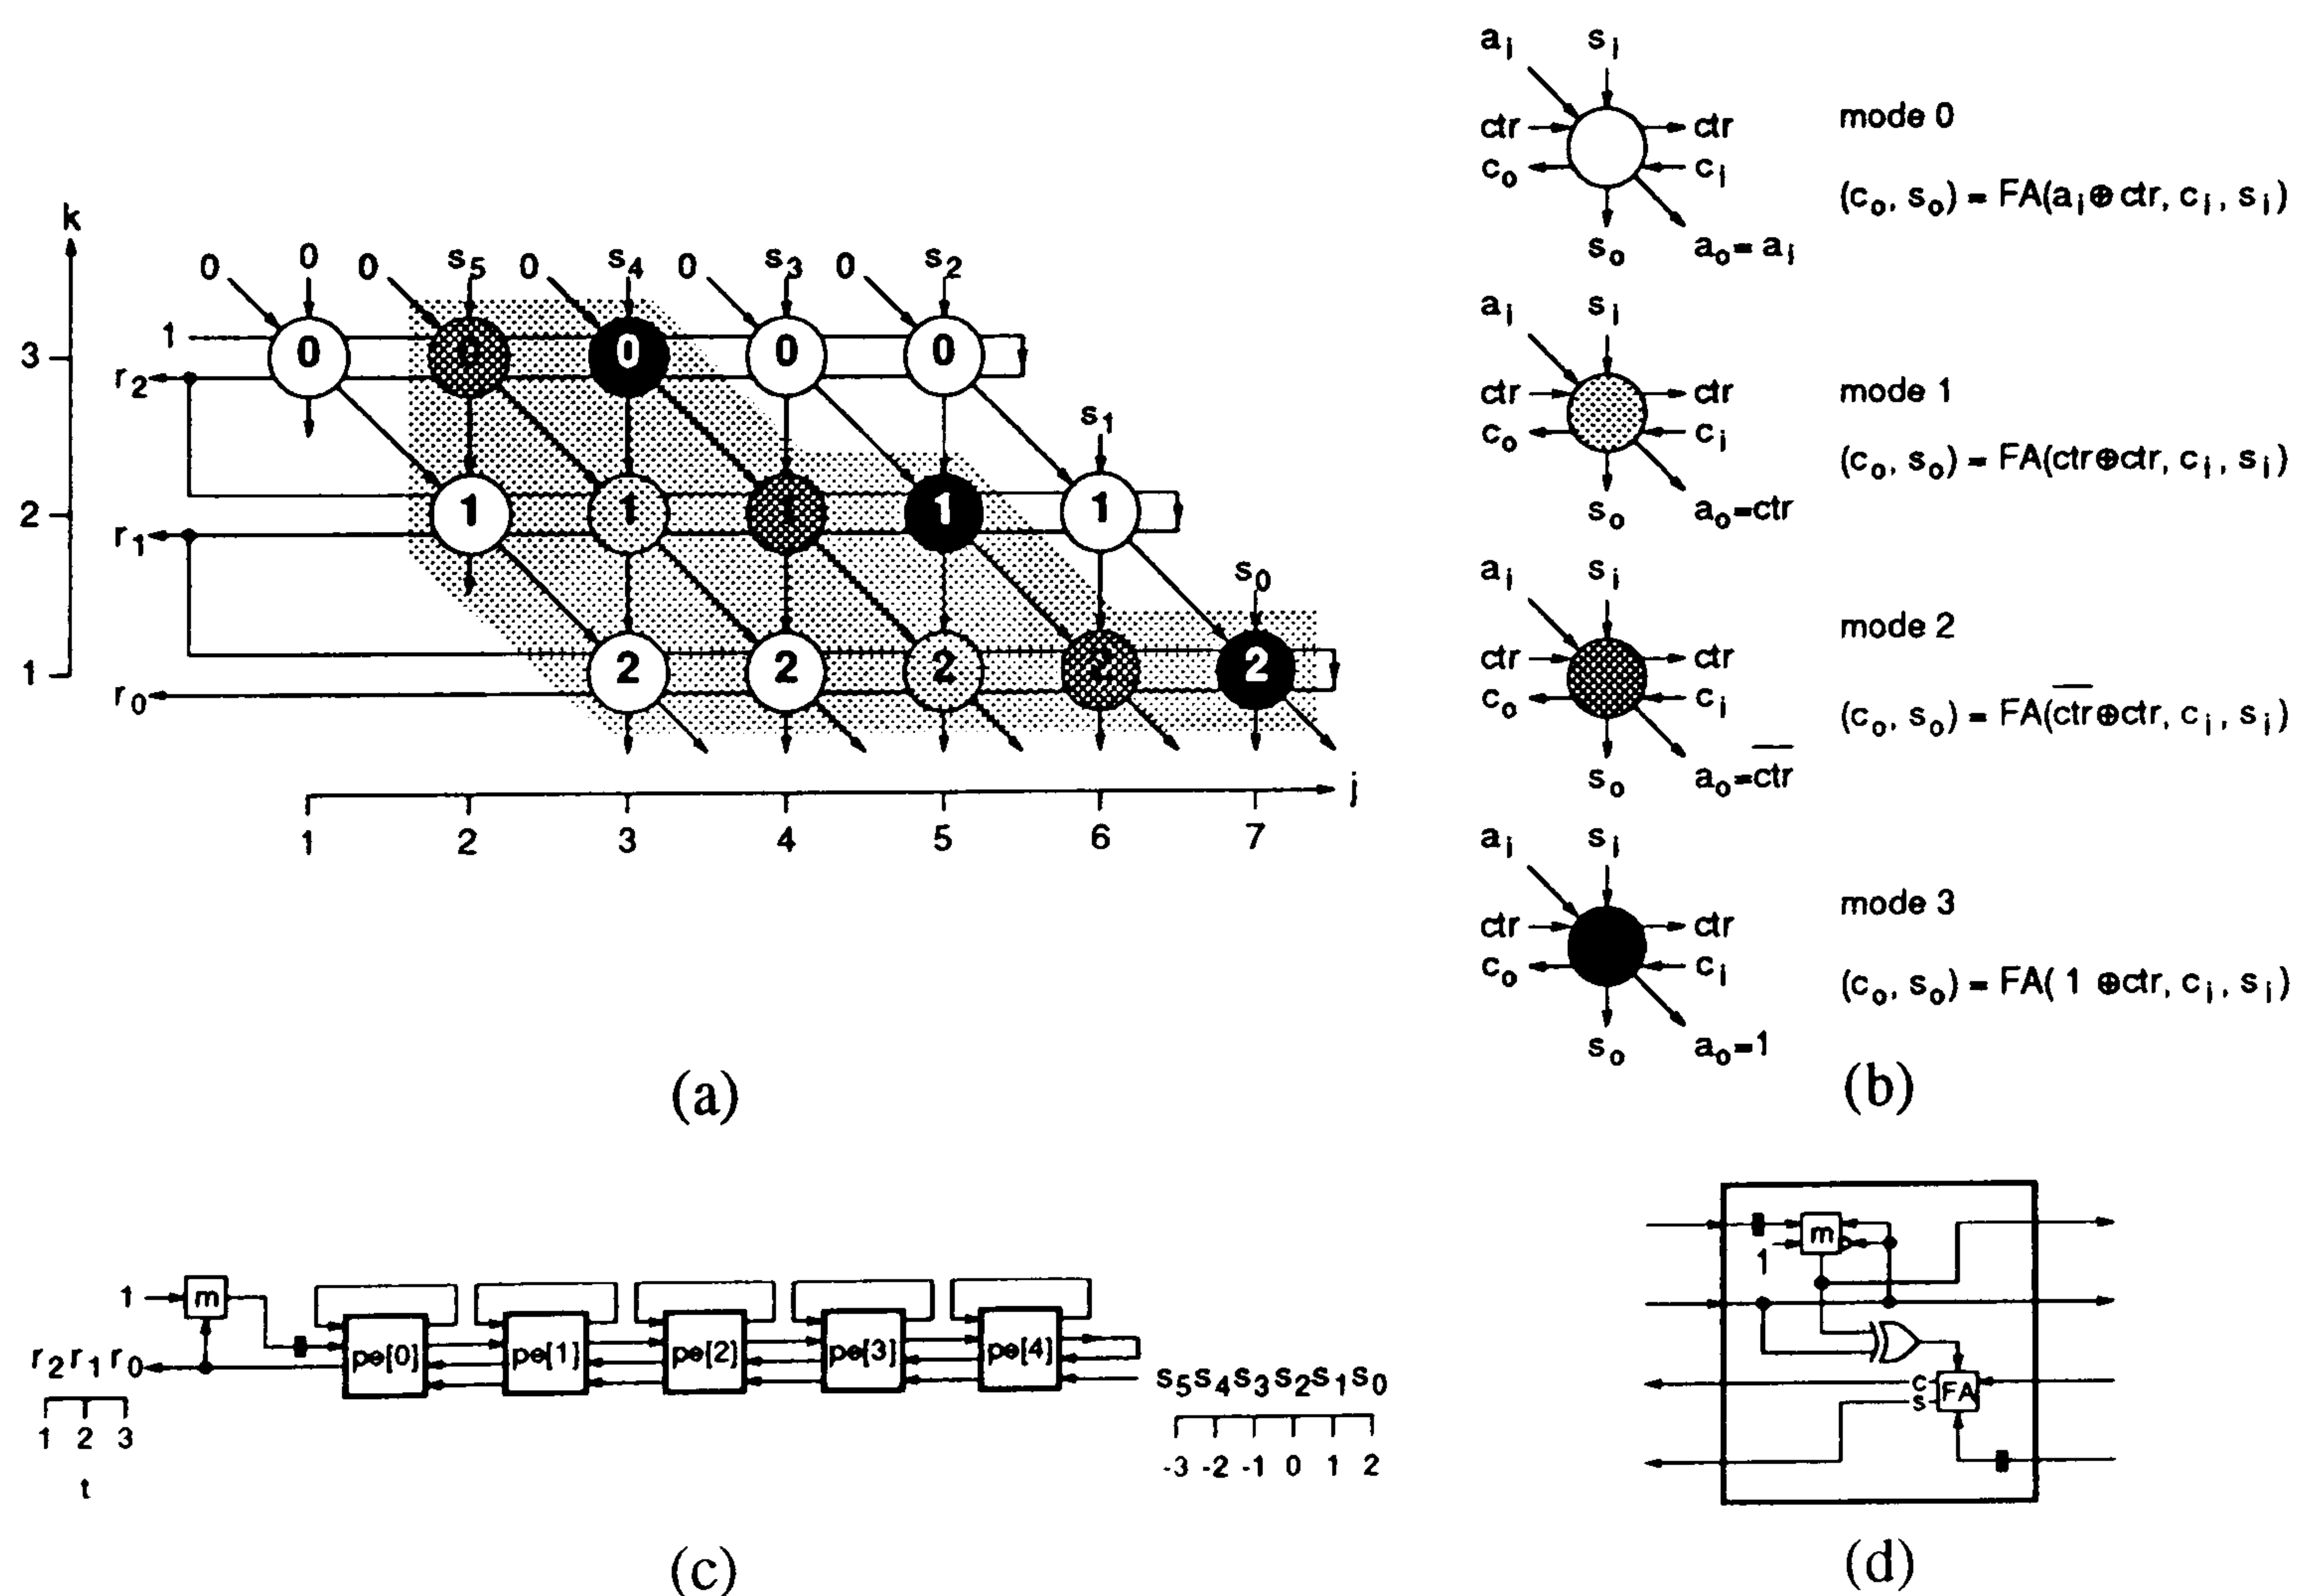 k
0 0 0 s5 0 s4 0 s3 0 s2
1
3 0 0 0 0 0
r2
s1
2 1 1 1 1 1
r1
s0
1 2 2 2 2 2
r0
j
1 2 3 4 5 6 7
(a)
ai si
ctr ctr mode 0
co ci
(co, so) = FA(ai⊕ctr, ci, si)
so ao=ai
ai si
ctr ctr mode 1
co ci
(co, so) = FA(ctr⊕ctr, ci, si)
so ao=ctr
ai si
ctr ctr mode 2
co ci
(co, so) = FA(c̅t̅r̅⊕ctr, ci, si)
so ao=c̅t̅r̅
ai si
ctr ctr mode 3
co ci
(co, so) = FA( 1 ⊕ctr, ci, si)
so ao=1
(b)
1 m
pe[0] pe[1] pe[2] pe[3] pe[4]
r2 r1 r0
s5 s4 s3 s2 s1 s0
1 2 3
-3 -2 -1 0 1 2
t
(c)
m
1
c FA
s
(d)